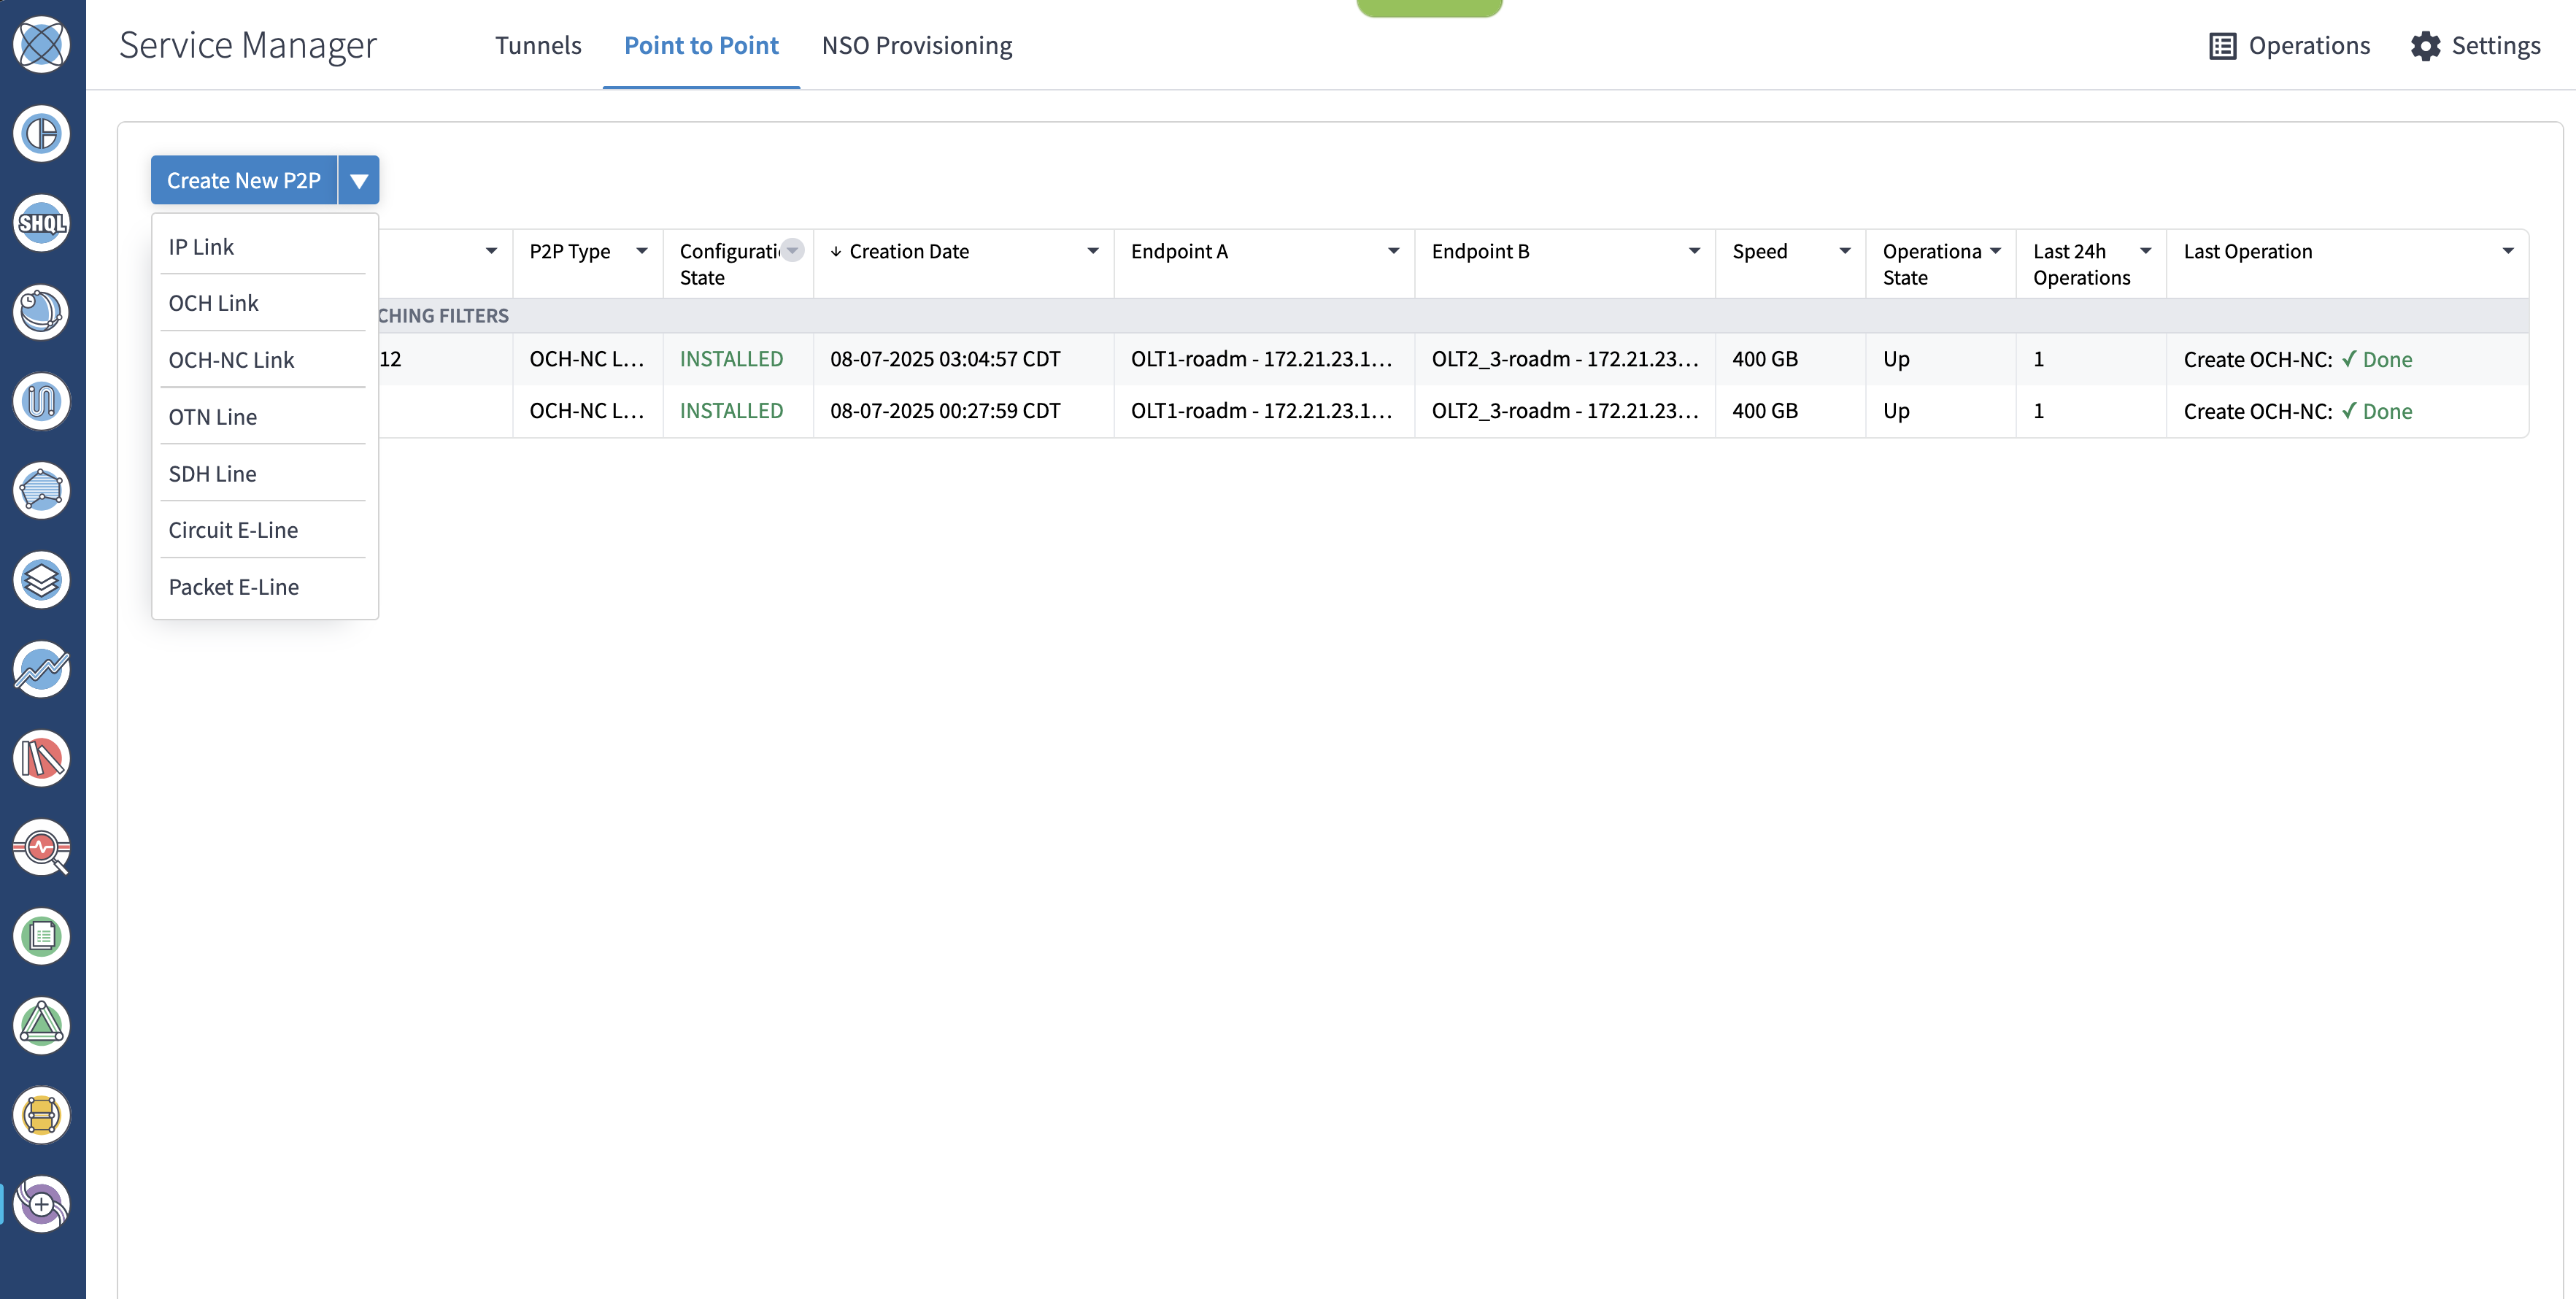 Service Manager
Tunnels
Point to Point
NSO Provisioning
Operations
Settings
Create New P2P
SHQL
IP Link
OCH Link
OCH-NC Link
OTN Line
SDH Line
Circuit E-Line
Packet E-Line
P2P Type
Configurati
State
Creation Date
Endpoint A
Endpoint B
Speed
Operationa
State
Last 24h
Operations
Last Operation
CHING FILTERS
12 OCH-NC L... INSTALLED 08-07-2025 03:04:57 CDT OLT1-roadm - 172.21.23.1... OLT2_3-roadm - 172.21.23... 400 GB Up 1 Create OCH-NC: ✓ Done
OCH-NC L... INSTALLED 08-07-2025 00:27:59 CDT OLT1-roadm - 172.21.23.1... OLT2_3-roadm - 172.21.23... 400 GB Up 1 Create OCH-NC: ✓ Done